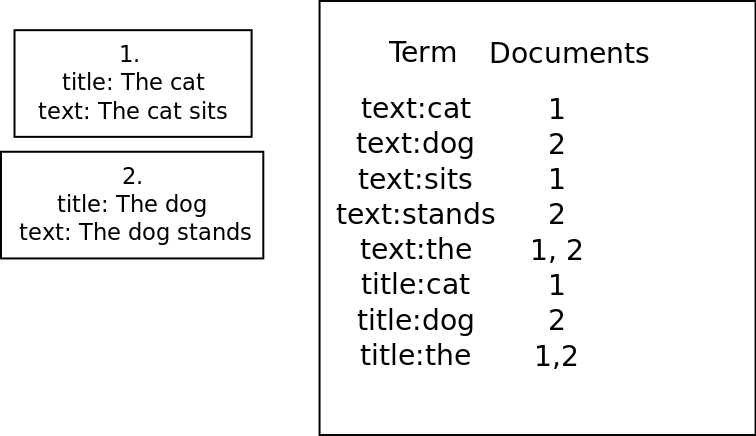 1.
title: The cat
text: The cat sits
2.
title: The dog
text: The dog stands
Term Documents
text:cat 1
text:dog 2
text:sits 1
text:stands 2
text:the 1, 2
title:cat 1
title:dog 2
title:the 1,2